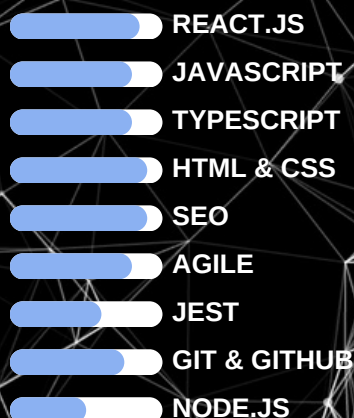 REACT.JS
JAVASCRIPT
TYPESCRIPT
HTML & CSS
SEO
AGILE
JEST
GIT & GITHUB
NODE.JS